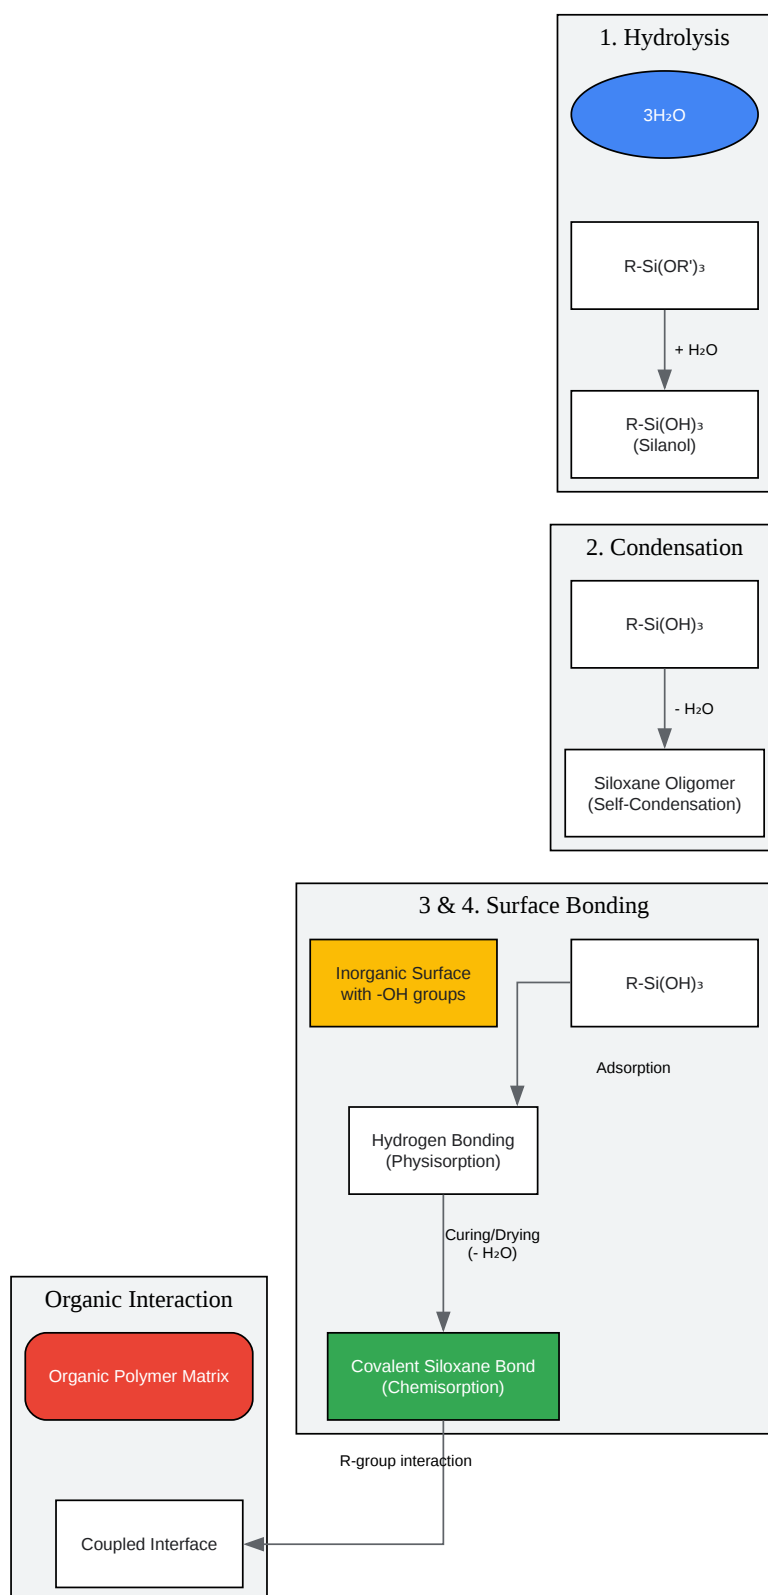 1. Hydrolysis
3H₂O
R-Si(OR')₃
+ H₂O
R-Si(OH)₃
(Silanol)
2. Condensation
R-Si(OH)₃
- H₂O
Siloxane Oligomer
(Self-Condensation)
3 & 4. Surface Bonding
Inorganic Surface
with -OH groups
R-Si(OH)₃
Adsorption
Hydrogen Bonding
(Physisorption)
Curing/Drying
(- H₂O)
Covalent Siloxane Bond
(Chemisorption)
R-group interaction
Organic Interaction
Organic Polymer Matrix
Coupled Interface